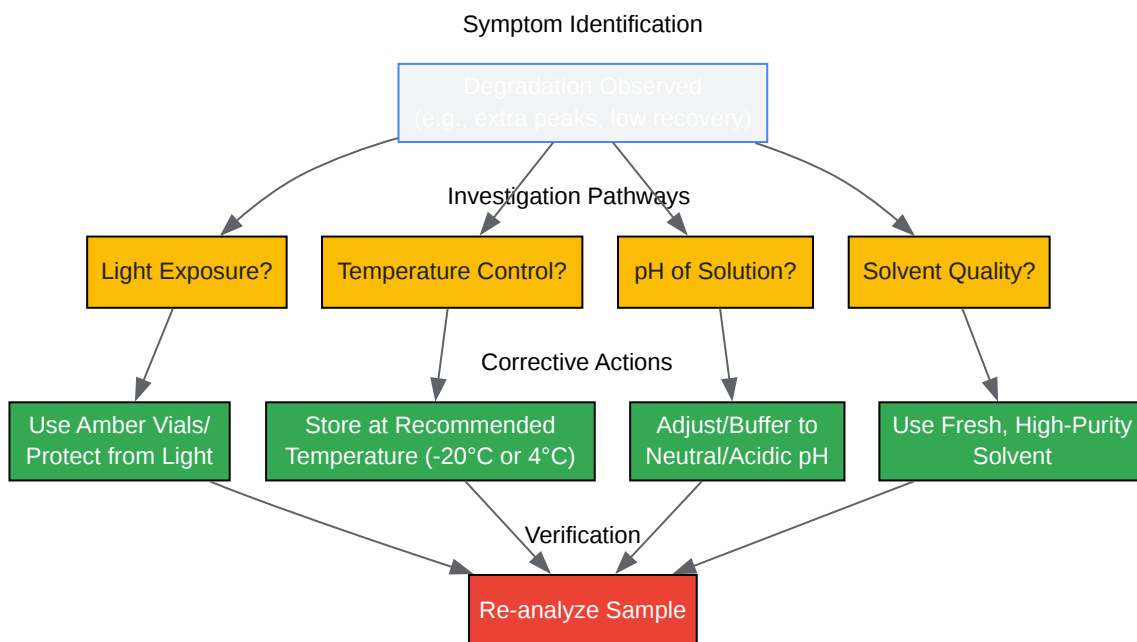 Symptom Identification
Degradation Observed
(e.g., extra peaks, low recovery)
Investigation Pathways
Light Exposure?
Temperature Control?
pH of Solution?
Solvent Quality?
Corrective Actions
Use Amber Vials/
Protect from Light
Store at Recommended
Temperature (-20°C or 4°C)
Adjust/Buffer to
Neutral/Acidic pH
Use Fresh, High-Purity
Solvent
Verification
Re-analyze Sample